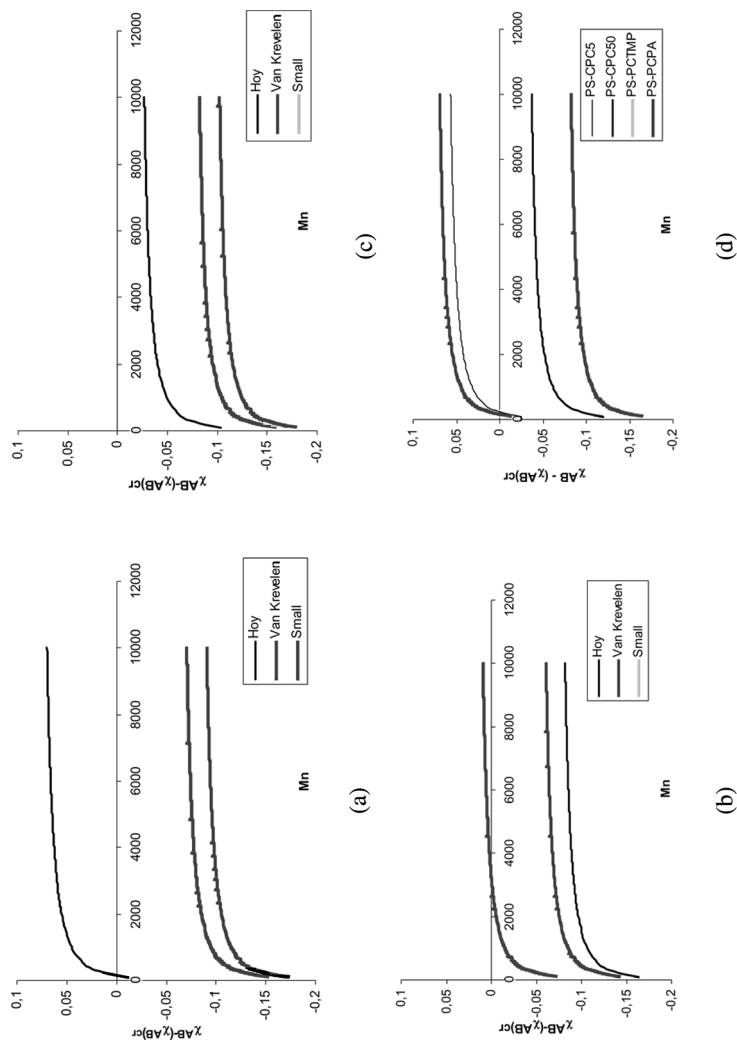 0,1
0,05
0
-0,05
-0,1
-0,15
-0,2
χAB-(χAB)cr
0
2000
4000
6000
8000
10000
12000
Mn
Hoy
Van Krevelen
Small
(a)
0,1
0,05
0
-0,05
-0,1
-0,15
-0,2
χAB-(χAB)cr
0
2000
4000
6000
8000
10000
12000
Mn
Hoy
Van Krevelen
Small
(b)
0,1
0,05
0
-0,05
-0,1
-0,15
-0,2
χAB-(χAB)cr
0
2000
4000
6000
8000
10000
12000
Mn
Hoy
Van Krevelen
Small
(c)
0,1
0,05
0
-0,05
-0,1
-0,15
-0,2
χAB - (χAB)cr
0
2000
4000
6000
8000
10000
12000
Mn
PS-CPC5
PS-CPC50
PS-PCTMP
PS-PCPA
(d)